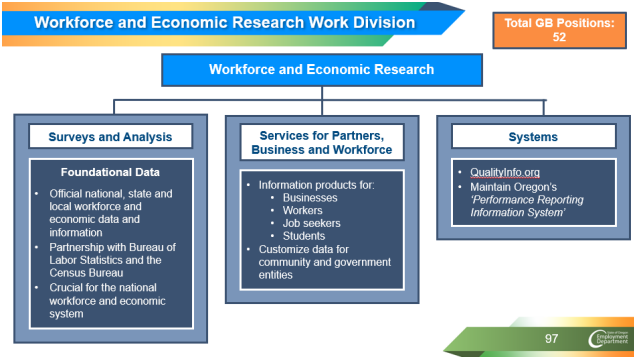 Workforce and Economic Research Work Division
Total GB Positions:
52
Workforce and Economic Research
Surveys and Analysis
Foundational Data
• Official national, state and
local workforce and
economic data and
information
• Partnership with Bureau of
Labor Statistics and the
Census Bureau
• Crucial for the national
workforce and economic
system
Services for Partners,
Business and Workforce
• Information products for:
• Businesses
• Workers
• Job seekers
• Students
• Customize data for
community and government
entities
Systems
• QualityInfo.org
• Maintain Oregon's
'Performance Reporting
Information System'
97
State of Oregon
Employment
Department